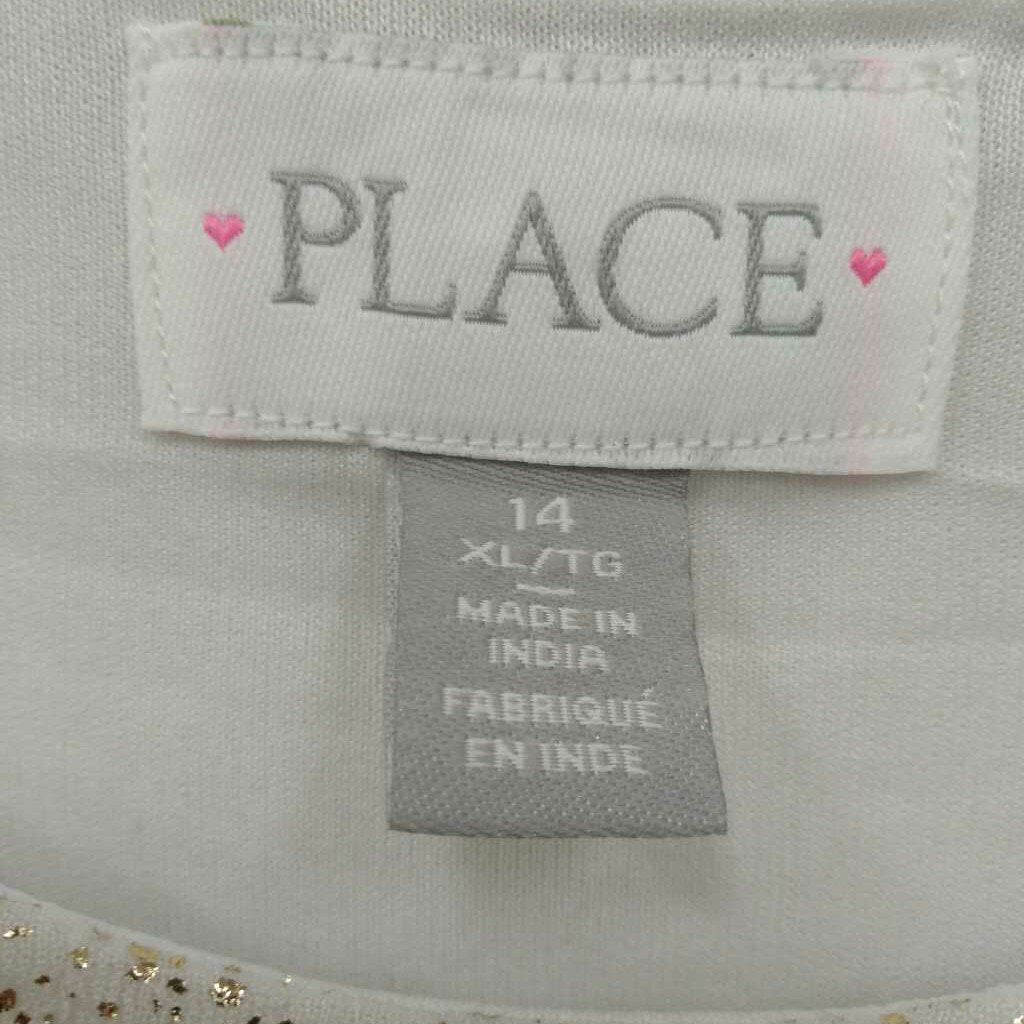 PLACE
14
XL/TG
MADE IN
INDIA
FABRIQUÉ
EN INDE